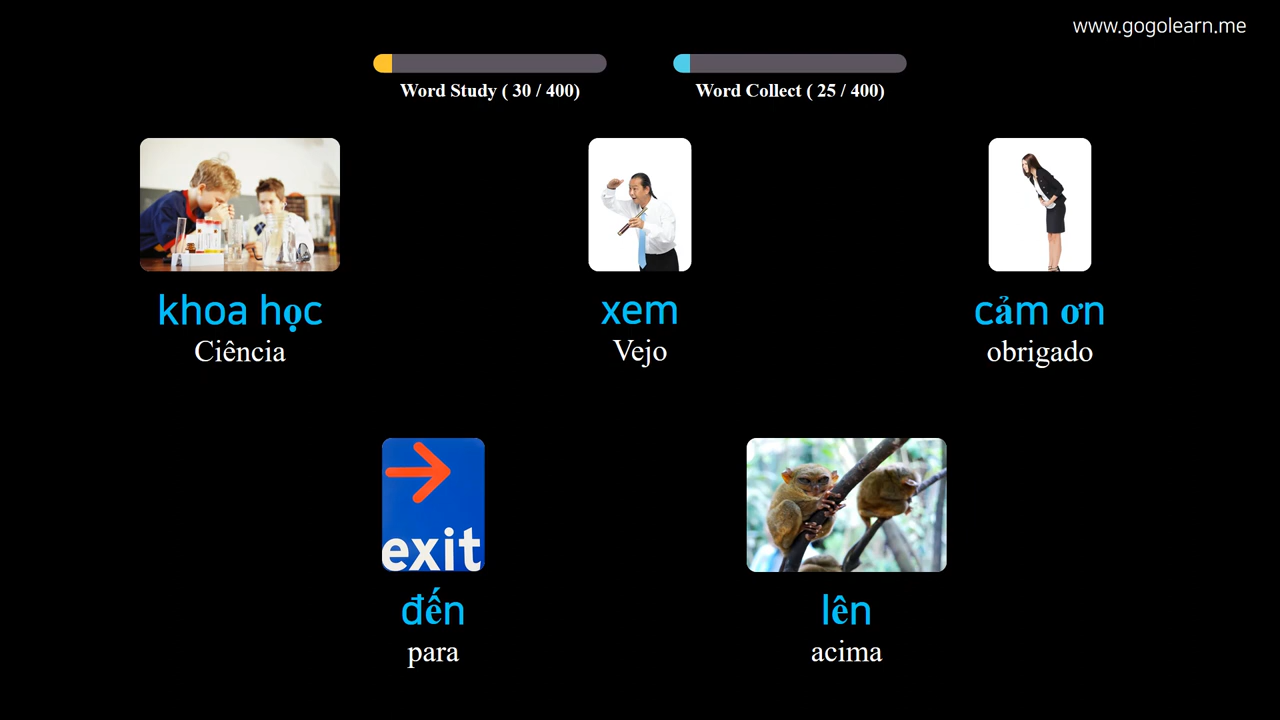 www.gogolearn.me
Word Study ( 30 / 400)
Word Collect ( 25 / 400)
khoa học
Ciência
xem
Vejo
cảm ơn
obrigado
exit
đến
para
lên
acima